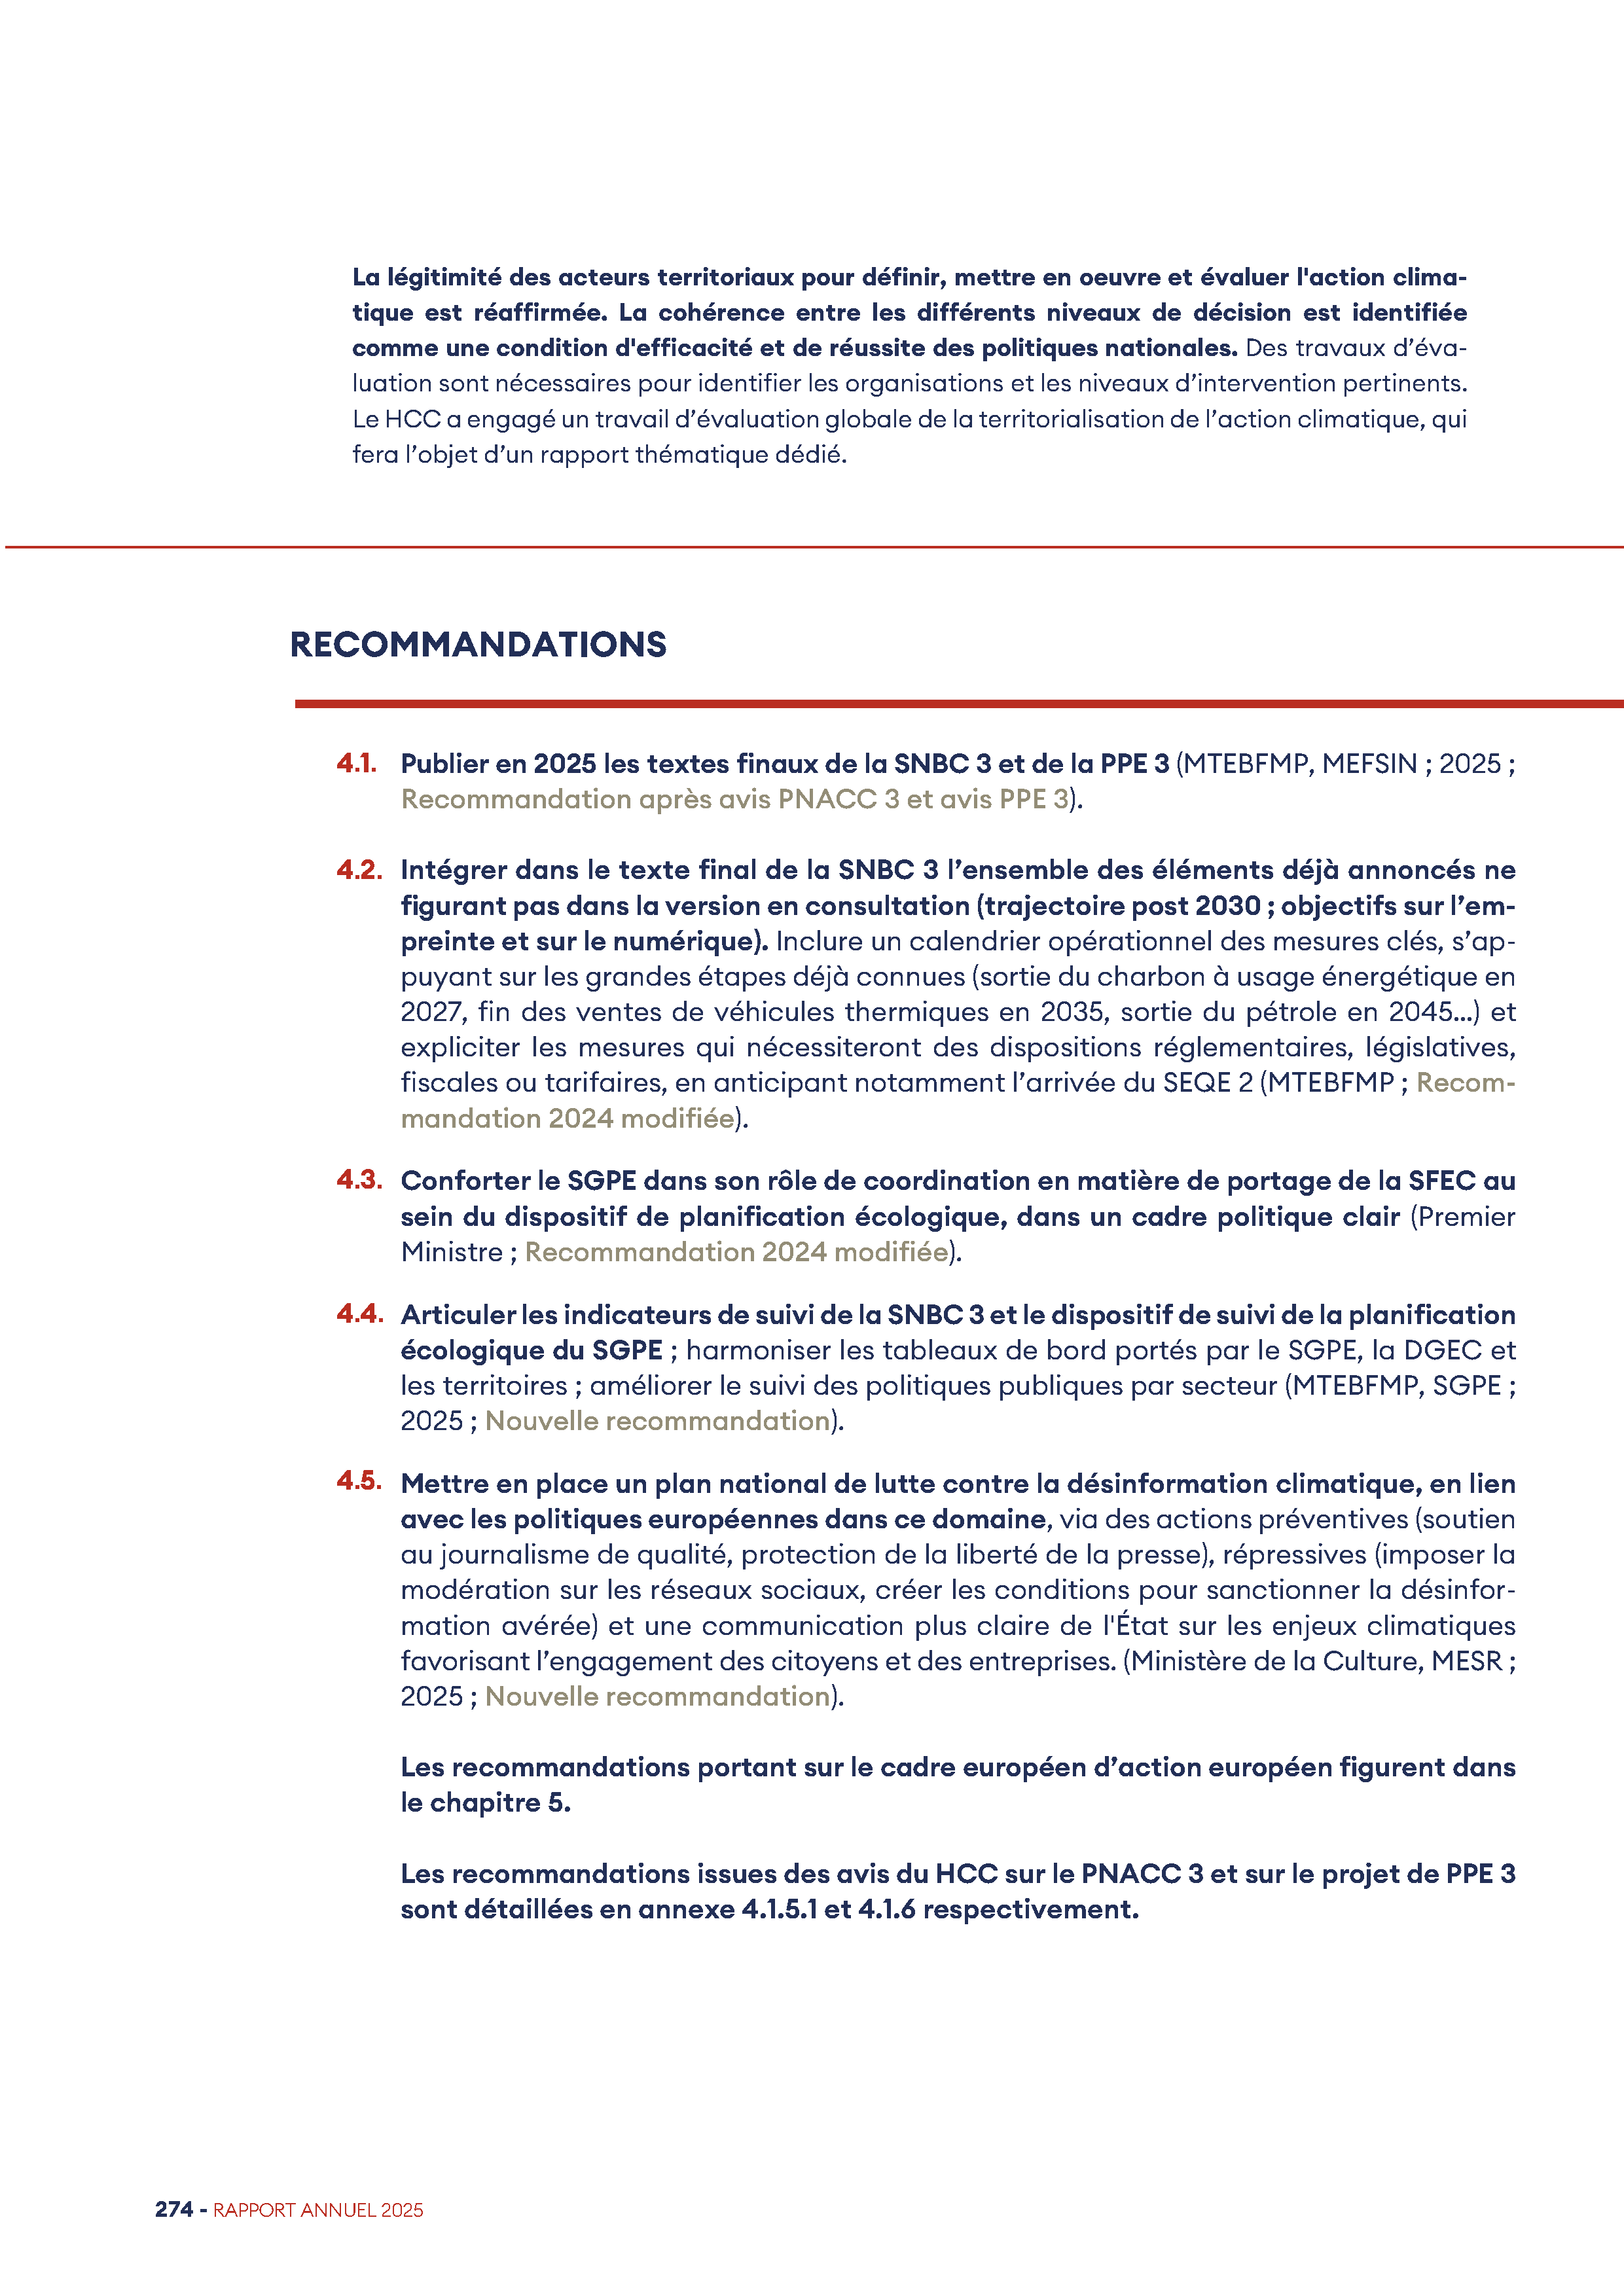 La légitimité des acteurs territoriaux pour définir, mettre en oeuvre et évaluer l'action clima-
tique est réaffirmée. La cohérence entre les différents niveaux de décision est identifiée
comme une condition d'efficacité et de réussite des politiques nationales. Des travaux d’éva-
luation sont nécessaires pour identifier les organisations et les niveaux d’intervention pertinents.
Le HCC a engagé un travail d’évaluation globale de la territorialisation de l’action climatique, qui
fera l’objet d’un rapport thématique dédié.
RECOMMANDATIONS
4.1. Publier en 2025 les textes finaux de la SNBC 3 et de la PPE 3 (MTEBFMP, MEFSIN ; 2025 ;
Recommandation après avis PNACC 3 et avis PPE 3).
4.2. Intégrer dans le texte final de la SNBC 3 l’ensemble des éléments déjà annoncés ne
figurant pas dans la version en consultation (trajectoire post 2030 ; objectifs sur l’em-
preinte et sur le numérique). Inclure un calendrier opérationnel des mesures clés, s’ap-
puyant sur les grandes étapes déjà connues (sortie du charbon à usage énergétique en
2027, fin des ventes de véhicules thermiques en 2035, sortie du pétrole en 2045...) et
expliciter les mesures qui nécessiteront des dispositions réglementaires, législatives,
fiscales ou tarifaires, en anticipant notamment l’arrivée du SEQE 2 (MTEBFMP ; Recom-
mandation 2024 modifiée).
4.3. Conforter le SGPE dans son rôle de coordination en matière de portage de la SFEC au
sein du dispositif de planification écologique, dans un cadre politique clair (Premier
Ministre ; Recommandation 2024 modifiée).
4.4. Articuler les indicateurs de suivi de la SNBC 3 et le dispositif de suivi de la planification
écologique du SGPE ; harmoniser les tableaux de bord portés par le SGPE, la DGEC et
les territoires ; améliorer le suivi des politiques publiques par secteur (MTEBFMP, SGPE ;
2025 ; Nouvelle recommandation).
4.5. Mettre en place un plan national de lutte contre la désinformation climatique, en lien
avec les politiques européennes dans ce domaine, via des actions préventives (soutien
au journalisme de qualité, protection de la liberté de la presse), répressives (imposer la
modération sur les réseaux sociaux, créer les conditions pour sanctionner la désinfor-
mation avérée) et une communication plus claire de l'État sur les enjeux climatiques
favorisant l’engagement des citoyens et des entreprises. (Ministère de la Culture, MESR ;
2025 ; Nouvelle recommandation).
Les recommandations portant sur le cadre européen d’action européen figurent dans
le chapitre 5.
Les recommandations issues des avis du HCC sur le PNACC 3 et sur le projet de PPE 3
sont détaillées en annexe 4.1.5.1 et 4.1.6 respectivement.
274 - RAPPORT ANNUEL 2025